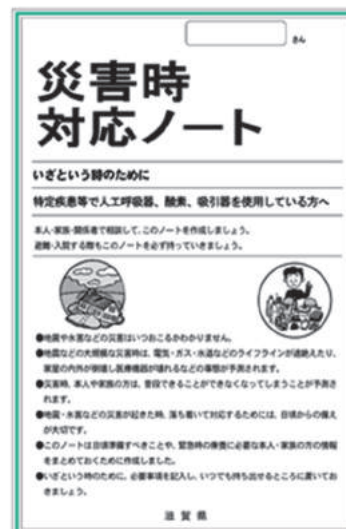 さん
災害時
対応ノート
いざという時のために
特定疾患等で人工呼吸器、酸素、吸引器を使用している方へ
本人・家族・関係者で相談して、このノートを作成しましょう。
避難・入院する際もこのノートを必ず持っていきましょう。
●地震や水害などの災害はいつおこるかわかりません。
●地震などの大規模な災害時は、電気・ガス・水道などのライフラインが途絶えたり、
家屋の内外が倒壊し医療機器が壊れるなどの事態が予測されます。
●災害時、本人や家族の方は、普段できることができなくなってしまうことが予測され
ます。
●地震・水害などの災害が起きた時、落ち着いて対応するためには、日頃からの備え
が大切です。
●このノートは日頃準備すべきことや、緊急時の療養に必要な本人・家族の方の情報
をまとめておくために作成しました。
●いざという時のために、必要事項を記入し、いつでも持ち出せるところに置いてお
きましょう。
滋賀県